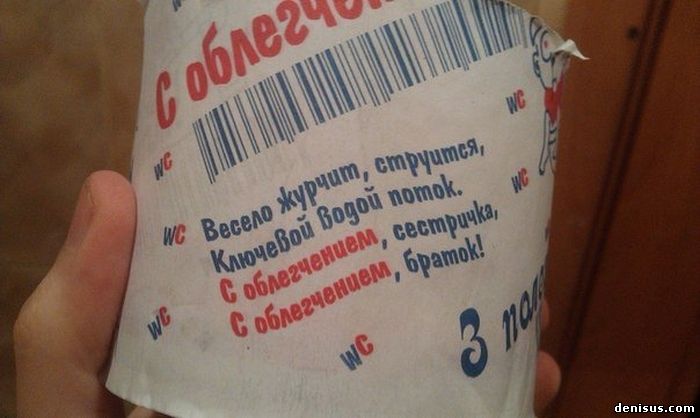 С облегчен
WC
WC
WC
WC
Весело журчит, струится,
Ключевой водой поток.
С облегчением, сестричка,
С облегчением, браток!
WC
WC
WC
3
denisus.com